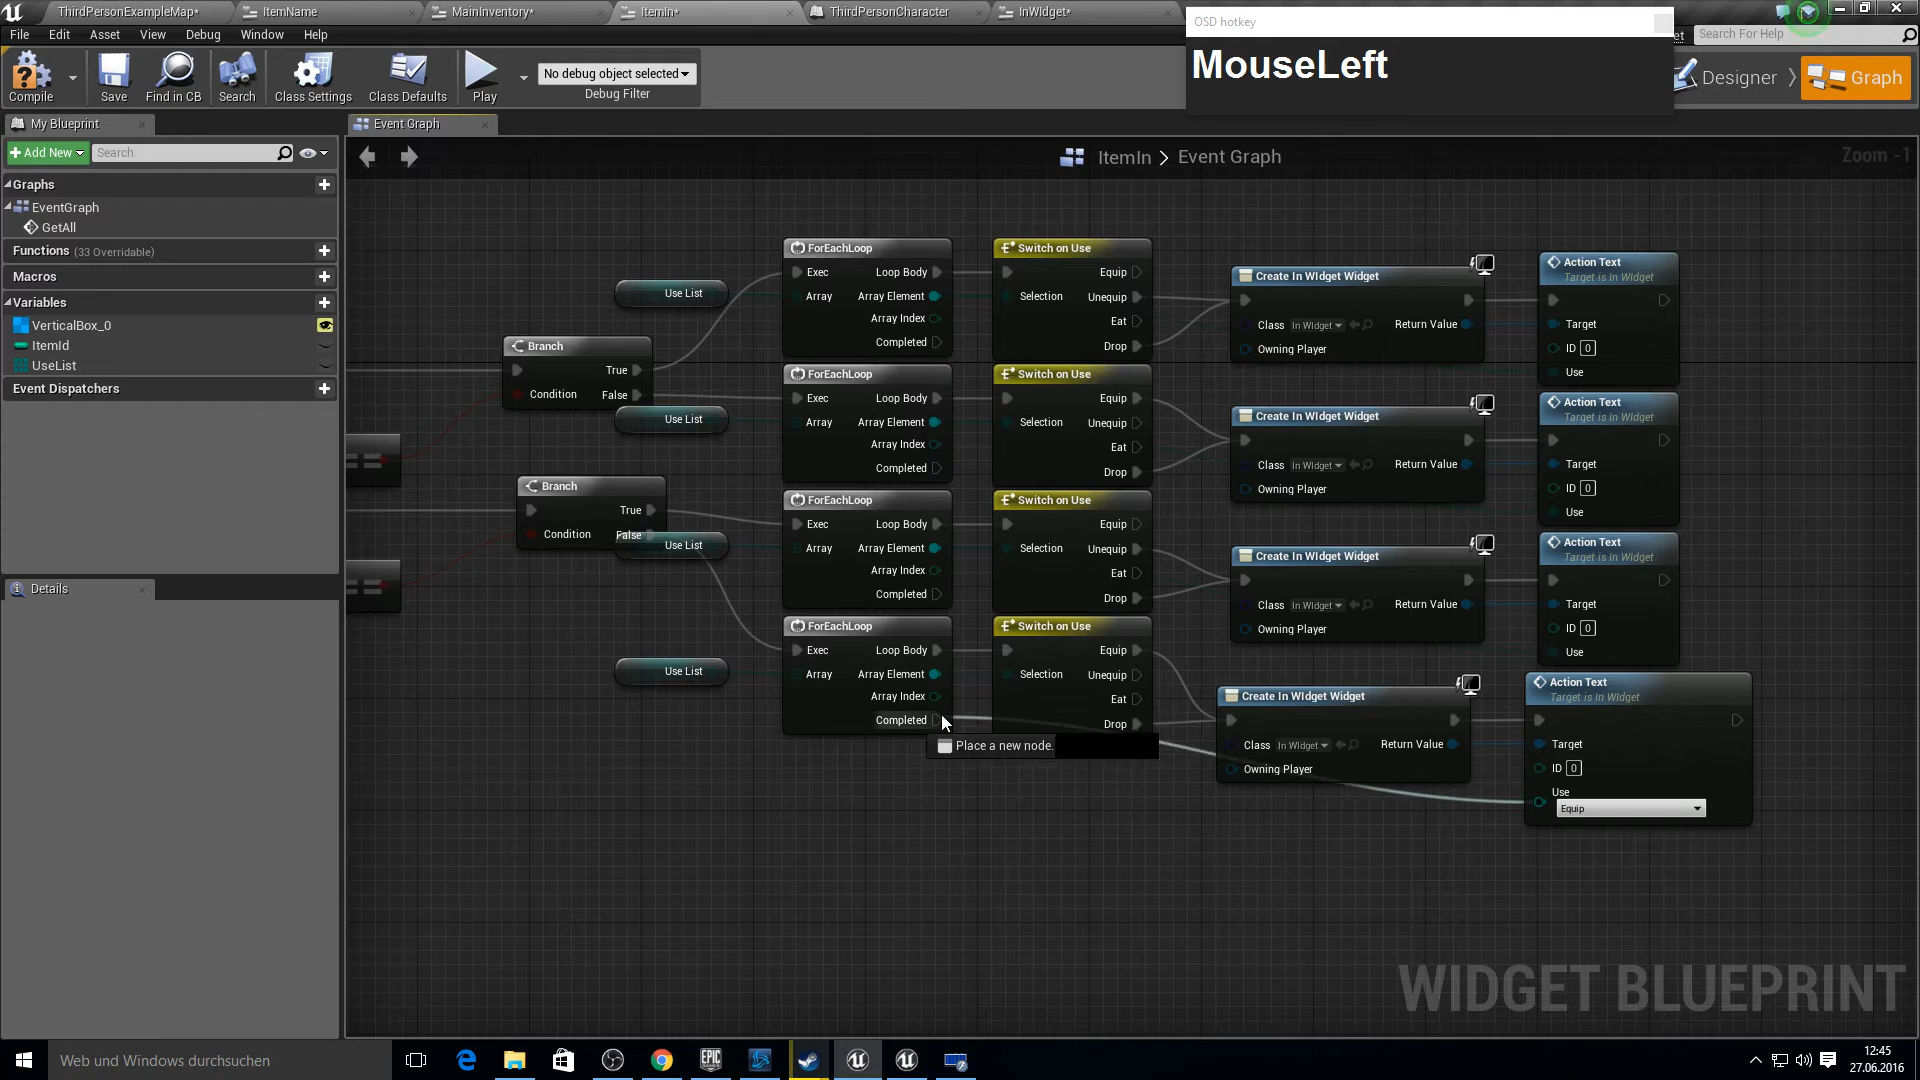 ThirdPersonExampleMap*
ItemName
MainInventory*
ItemIn*
ThirdPersonCharacter
InWIdget*
OSD hotkey
MouseLeft
File Edit Asset View Debug Window Help
Search For Help
Compile
Save
Find in CB
Search
Class Settings
Class Defaults
Play
No debug object selected
Debug Filter
Designer
Graph
My Blueprint
Event Graph
Add New
Search
ItemIn > Event Graph
Zoom -1
Graphs
EventGraph
GetAll
Functions (33 Overridable)
Macros
Variables
VerticalBox_0
ItemId
UseList
Event Dispatchers
Details
Branch
True
Condition False
Branch
True
Condition False
==
==
Use List
Use List
Use List
Use List
ForEachLoop
Exec Loop Body
Array Array Element
Array Index
Completed
ForEachLoop
Exec Loop Body
Array Array Element
Array Index
Completed
ForEachLoop
Exec Loop Body
Array Array Element
Array Index
Completed
ForEachLoop
Exec Loop Body
Array Array Element
Array Index
Completed
Switch on Use
Equip
Selection Unequip
Eat
Drop
Switch on Use
Equip
Selection Unequip
Eat
Drop
Switch on Use
Equip
Selection Unequip
Eat
Drop
Switch on Use
Equip
Selection Unequip
Eat
Drop
Place a new node.
Create In WIdget Widget
Class In WIdget Return Value
Owning Player
Create In WIdget Widget
Class In WIdget Return Value
Owning Player
Create In WIdget Widget
Class In WIdget Return Value
Owning Player
Create In WIdget Widget
Class In WIdget Return Value
Owning Player
Action Text
Target is In WIdget
Target
ID 0
Use
Action Text
Target is In WIdget
Target
ID 0
Use
Action Text
Target is In WIdget
Target
ID 0
Use
Action Text
Target is In WIdget
Target
ID 0
Use
Equip
WIDGET BLUEPRINT
Web und Windows durchsuchen
EPIC
12:45
27.06.2016